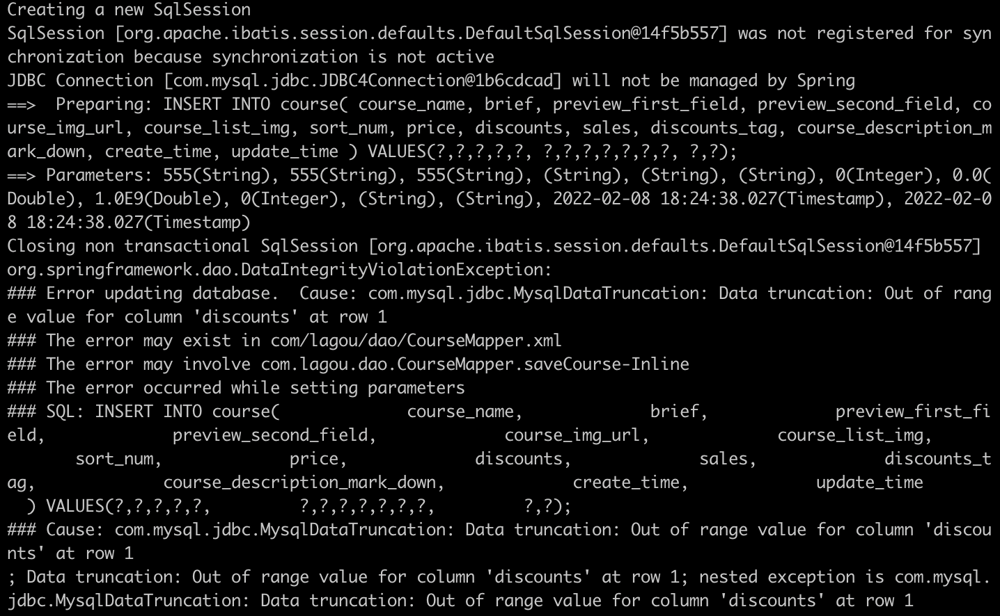 Creating a new SqlSession
SqlSession [org.apache.ibatis.session.defaults.DefaultSqlSession@14f5b557] was not registered for syn
chronization because synchronization is not active
JDBC Connection [com.mysql.jdbc.JDBC4Connection@1b6cdcad] will not be managed by Spring
==>  Preparing: INSERT INTO course( course_name, brief, preview_first_field, preview_second_field, co
urse_img_url, course_list_img, sort_num, price, discounts, sales, discounts_tag, course_description_m
ark_down, create_time, update_time ) VALUES(?,?,?,?,?, ?,?,?,?,?,?,?, ?,?);
==> Parameters: 555(String), 555(String), 555(String), (String), (String), (String), 0(Integer), 0.0(
Double), 1.0E9(Double), 0(Integer), (String), (String), 2022-02-08 18:24:38.027(Timestamp), 2022-02-0
8 18:24:38.027(Timestamp)
Closing non transactional SqlSession [org.apache.ibatis.session.defaults.DefaultSqlSession@14f5b557]
org.springframework.dao.DataIntegrityViolationException:
### Error updating database.  Cause: com.mysql.jdbc.MysqlDataTruncation: Data truncation: Out of rang
e value for column 'discounts' at row 1
### The error may exist in com/lagou/dao/CourseMapper.xml
### The error may involve com.lagou.dao.CourseMapper.saveCourse-Inline
### The error occurred while setting parameters
### SQL: INSERT INTO course(             course_name,             brief,             preview_first_fi
eld,             preview_second_field,             course_img_url,             course_list_img,
       sort_num,             price,             discounts,             sales,             discounts_t
ag,             course_description_mark_down,             create_time,             update_time
  ) VALUES(?,?,?,?,?,         ?,?,?,?,?,?,?,         ?,?);
### Cause: com.mysql.jdbc.MysqlDataTruncation: Data truncation: Out of range value for column 'discou
nts' at row 1
; Data truncation: Out of range value for column 'discounts' at row 1; nested exception is com.mysql.
jdbc.MysqlDataTruncation: Data truncation: Out of range value for column 'discounts' at row 1